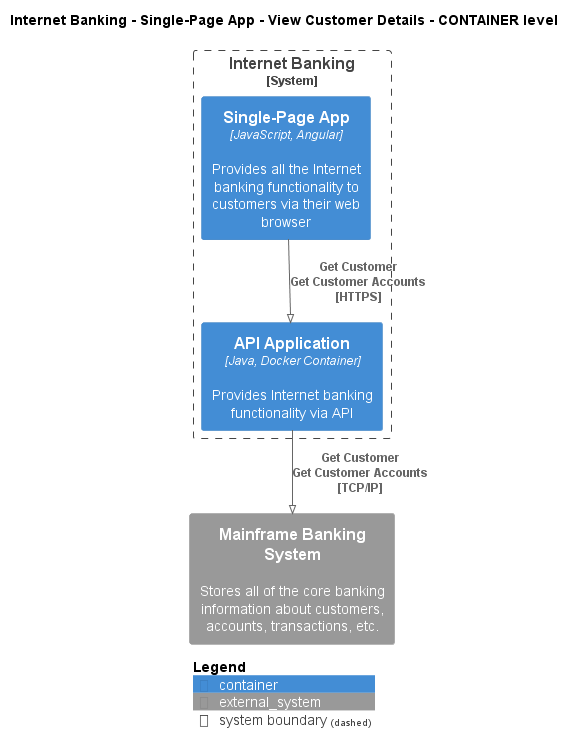 Internet Banking - Single-Page App - View Customer Details - CONTAINER level
Internet Banking
[System]
Single-Page App
[JavaScript, Angular]
Provides all the Internet
banking functionality to
customers via their web
browser
Get Customer
Get Customer Accounts
[HTTPS]
API Application
[Java, Docker Container]
Provides Internet banking
functionality via API
Get Customer
Get Customer Accounts
[TCP/IP]
Mainframe Banking
System
Stores all of the core banking
information about customers,
accounts, transactions, etc.
Legend
container
external_system
system boundary (dashed)